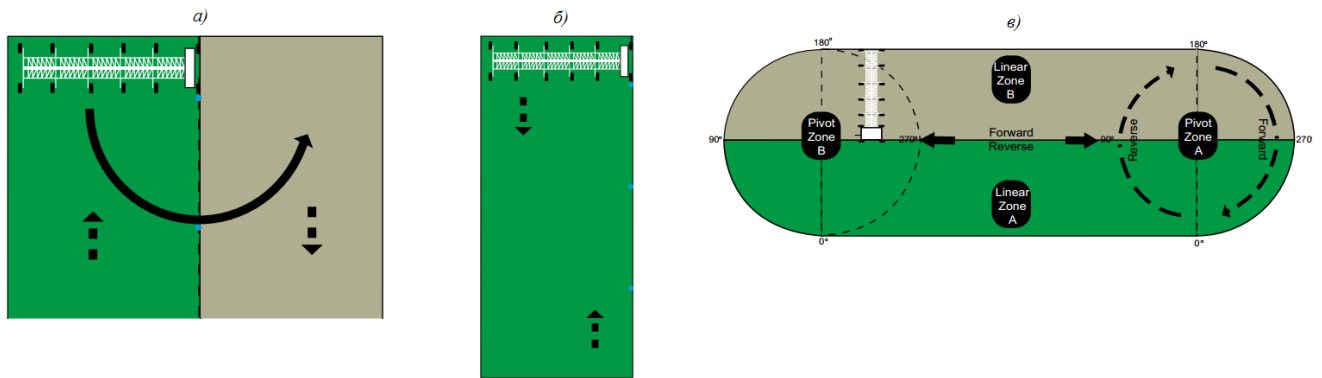 а)
б)
в)
180°
180°
Linear
Zone
B
Pivot
Zone
B
Pivot
Zone
A
90°
270°
Forward
Reverse
90°
Reverse
Forward
270
Linear
Zone
A
0°
0°